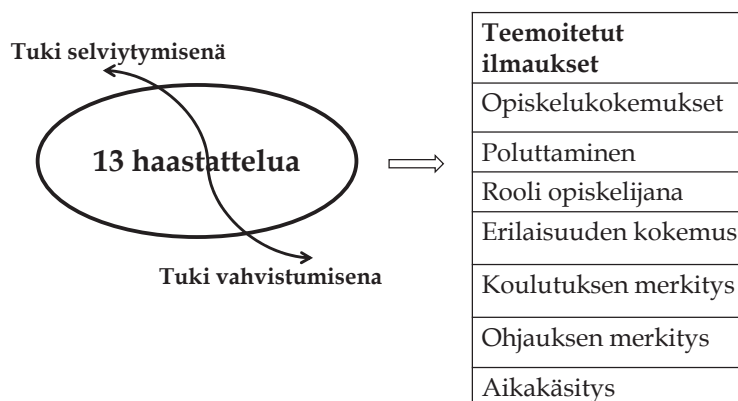 Tuki selviytymisenä
13 haastattelua
Tuki vahvistumisena
Teemoitetut
ilmaukset
Opiskelukokemukset
Poluttaminen
Rooli opiskelijana
Erilaisuuden kokemus
Koulutuksen merkitys
Ohjauksen merkitys
Aikakäsitys